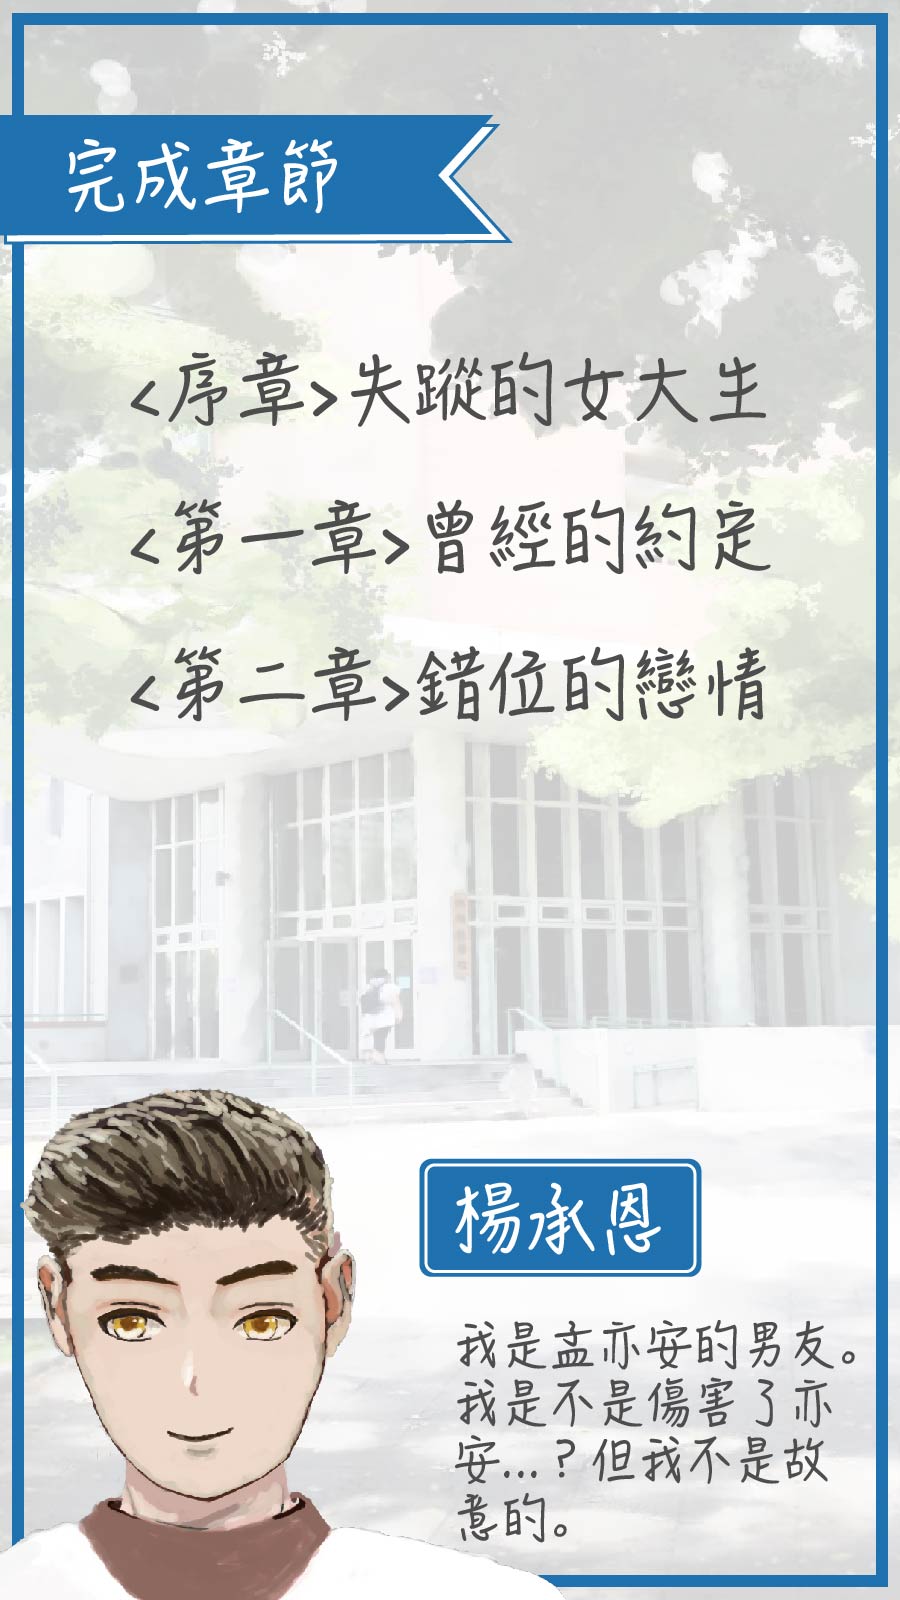 完成章節
<序章>失蹤的女大生
<第一章>曾經的約定
<第二章>錯位的戀情
楊承恩
我是孟亦安的男友。
我是不是傷害了亦
安...？但我不是故
意的。